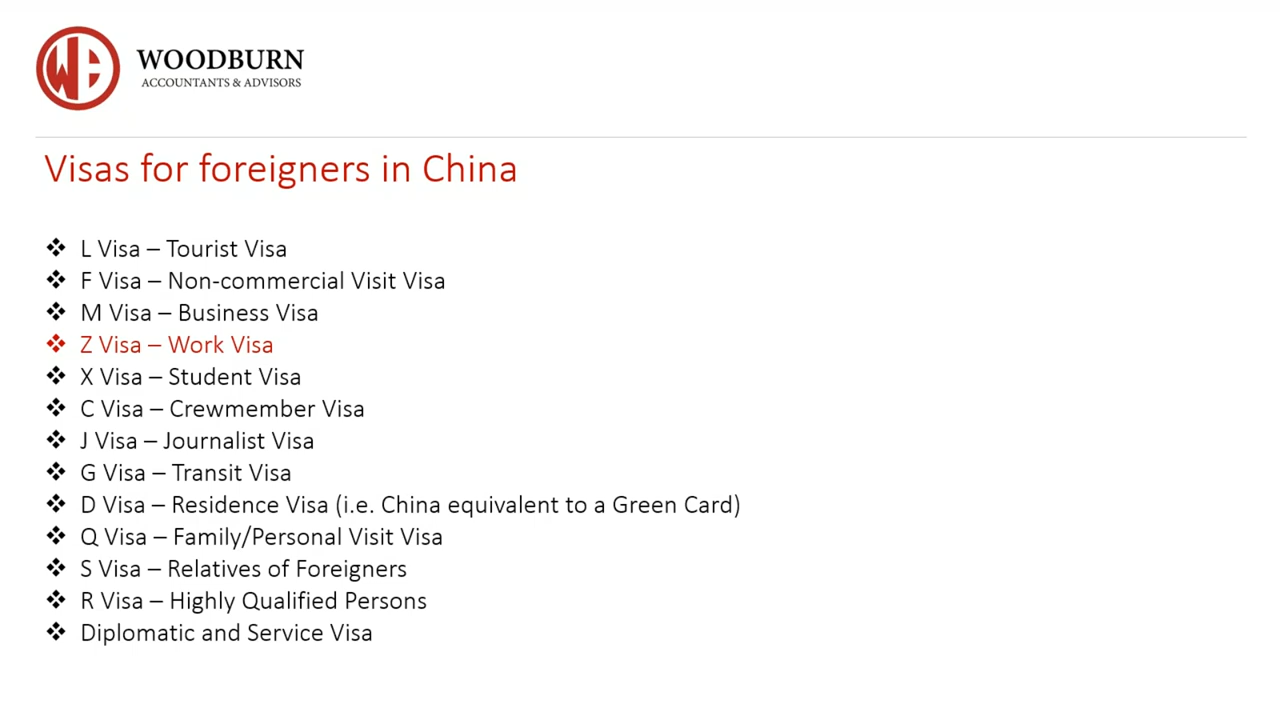 WOODBURN
ACCOUNTANTS & ADVISORS
Visas for foreigners in China
❖ L Visa – Tourist Visa
❖ F Visa – Non-commercial Visit Visa
❖ M Visa – Business Visa
❖ Z Visa – Work Visa
❖ X Visa – Student Visa
❖ C Visa – Crewmember Visa
❖ J Visa – Journalist Visa
❖ G Visa – Transit Visa
❖ D Visa – Residence Visa (i.e. China equivalent to a Green Card)
❖ Q Visa – Family/Personal Visit Visa
❖ S Visa – Relatives of Foreigners
❖ R Visa – Highly Qualified Persons
❖ Diplomatic and Service Visa